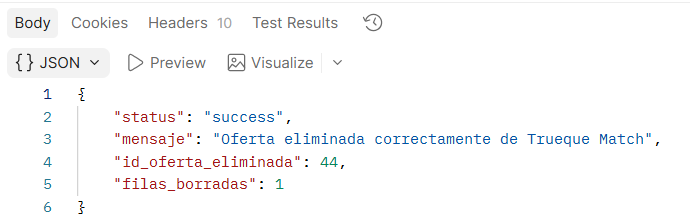 Body Cookies Headers 10 Test Results
{} JSON Preview Visualize
1 {
2 "status": "success",
3 "mensaje": "Oferta eliminada correctamente de Trueque Match",
4 "id_oferta_eliminada": 44,
5 "filas_borradas": 1
6 }